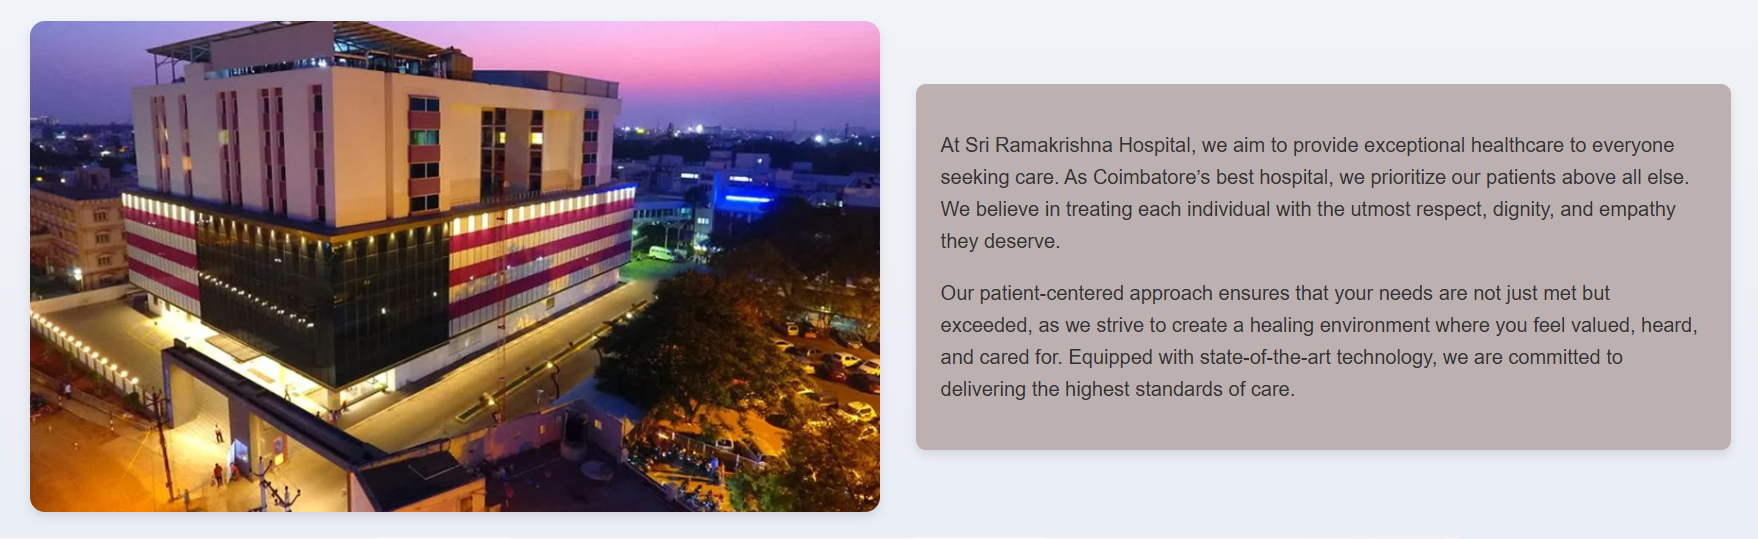 At Sri Ramakrishna Hospital, we aim to provide exceptional healthcare to everyone
seeking care. As Coimbatore’s best hospital, we prioritize our patients above all else.
We believe in treating each individual with the utmost respect, dignity, and empathy
they deserve.
Our patient-centered approach ensures that your needs are not just met but
exceeded, as we strive to create a healing environment where you feel valued, heard,
and cared for. Equipped with state-of-the-art technology, we are committed to
delivering the highest standards of care.